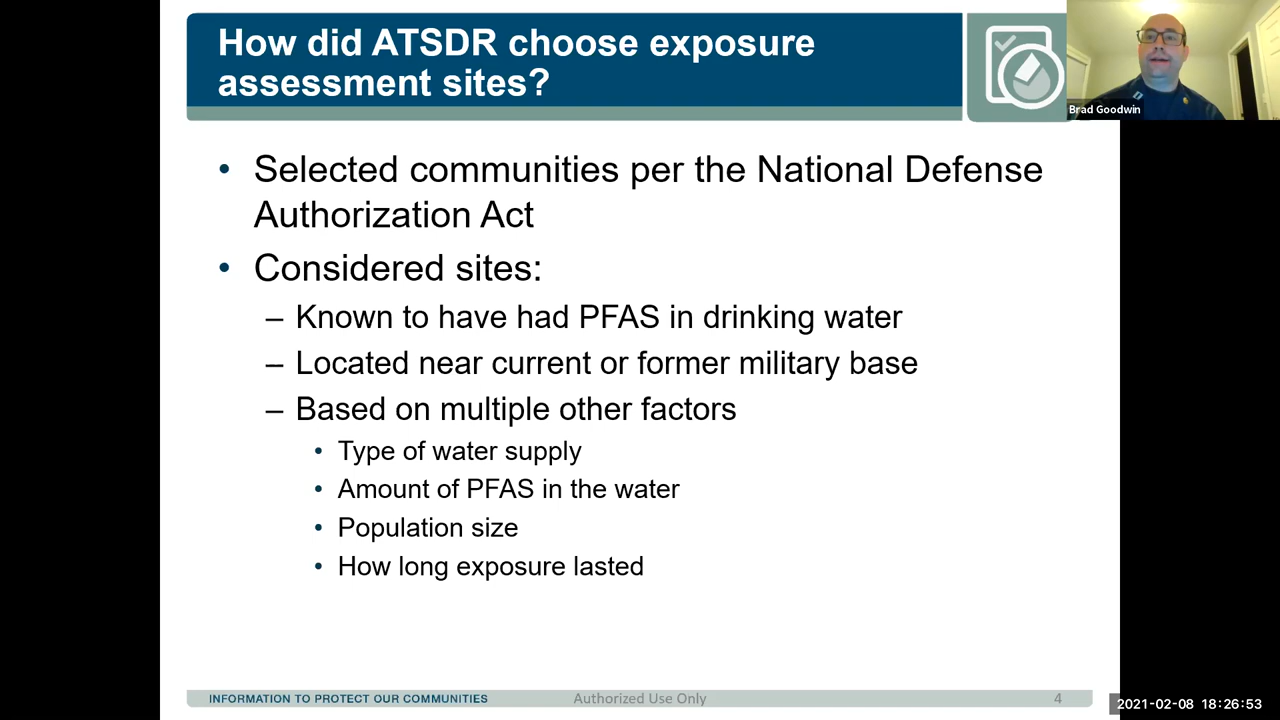 How did ATSDR choose exposure
assessment sites?
Brad Goodwin
• Selected communities per the National Defense
Authorization Act
• Considered sites:
– Known to have had PFAS in drinking water
– Located near current or former military base
– Based on multiple other factors
• Type of water supply
• Amount of PFAS in the water
• Population size
• How long exposure lasted
INFORMATION TO PROTECT OUR COMMUNITIES
Authorized Use Only
4
2021-02-08 18:26:53